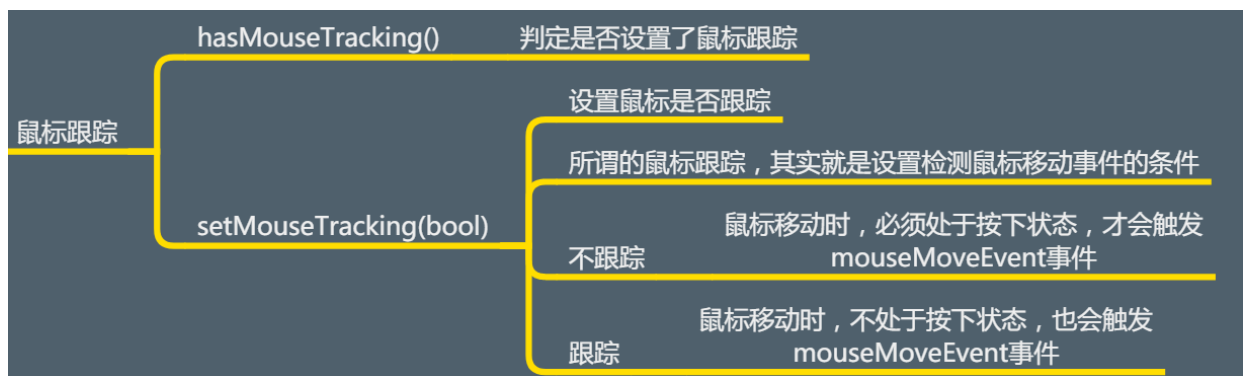 鼠标跟踪
hasMouseTracking()
判定是否设置了鼠标跟踪
setMouseTracking(bool)
设置鼠标是否跟踪
所谓的鼠标跟踪，其实就是设置检测鼠标移动事件的条件
不跟踪
鼠标移动时，必须处于按下状态，才会触发
mouseMoveEvent事件
跟踪
鼠标移动时，不处于按下状态，也会触发
mouseMoveEvent事件